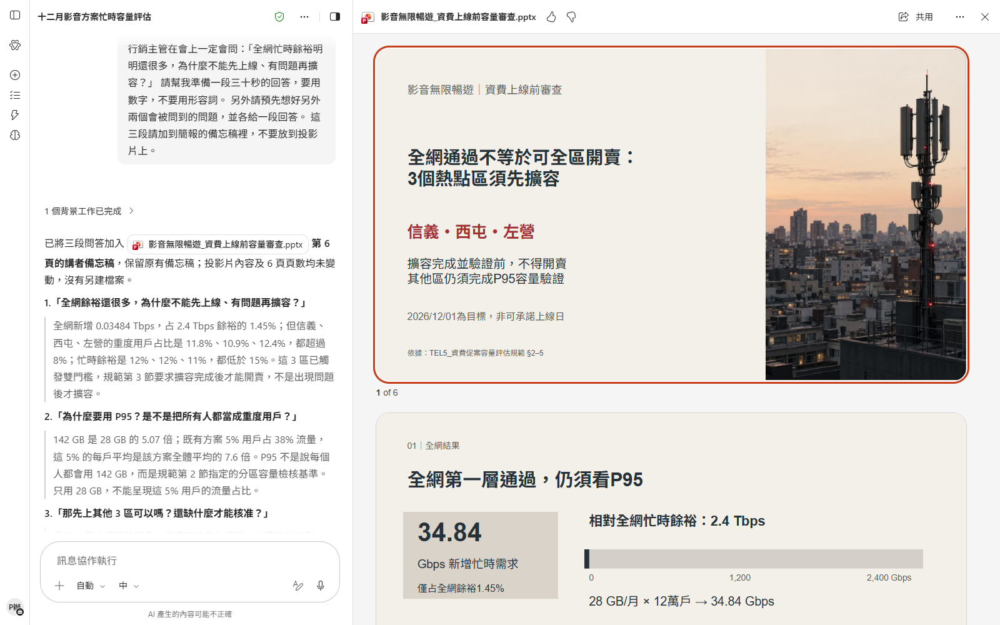 十二月影音方案忙時容量評估
行銷主管在會上一定會問：「全網忙時餘裕明
明還很多，為什麼不能先上線、有問題再擴
容？」 請幫我準備一段三十秒的回答，要用
數字，不要用形容詞。 另外請預先想好另外
兩個會被問到的問題，並各給一段回答。 這
三段請加到簡報的備忘稿裡，不要放到投影
片上。
1 個背景工作已完成
已將三段問答加入 影音無限暢遊_資費上線前容量審查.pptx 第 6
頁的講者備忘稿，保留原有備忘稿；投影片內容及 6 頁頁數均未變
動，沒有另建檔案。
1.「全網餘裕還很多，為什麼不能先上線、有問題再擴容？」
全網新增 0.03484 Tbps，占 2.4 Tbps 餘裕的 1.45%；但信義、
西屯、左營的重度用戶占比是 11.8%、10.9%、12.4%，都超過
8%；忙時餘裕是 12%、12%、11%，都低於 15%。這 3 區已觸
發雙門檻，規範第 3 節要求擴容完成後才能開賣，不是出現問題
後才擴容。
2.「為什麼要用 P95？是不是把所有人都當成重度用戶？」
142 GB 是 28 GB 的 5.07 倍；既有方案 5% 用戶占 38% 流量，
這 5% 的每戶平均是該方案全體平均的 7.6 倍。P95 不是說每個
人都會用 142 GB，而是規範第 2 節指定的分區容量檢核基準。
只用 28 GB，不能呈現這 5% 用戶的流量占比。
3.「那先上其他 3 區可以嗎？還缺什麼才能核准？」
訊息協作執行
自動
中
AI 產生的內容可能不正確
P辦
影音無限暢遊_資費上線前容量審查.pptx
共用
影音無限暢遊｜資費上線前審查
全網通過不等於可全區開賣：
3個熱點區須先擴容
信義・西屯・左營
擴容完成並驗證前，不得開賣
其他區仍須完成P95容量驗證
2026/12/01為目標，非可承諾上線日
依據：TEL5_資費促案容量評估規範 §2–5
1 of 6
01｜全網結果
全網第一層通過，仍須看P95
34.84
Gbps 新增忙時需求
僅占全網餘裕1.45%
相對全網忙時餘裕：2.4 Tbps
0
1,200
2,400 Gbps
28 GB/月 × 12萬戶 → 34.84 Gbps